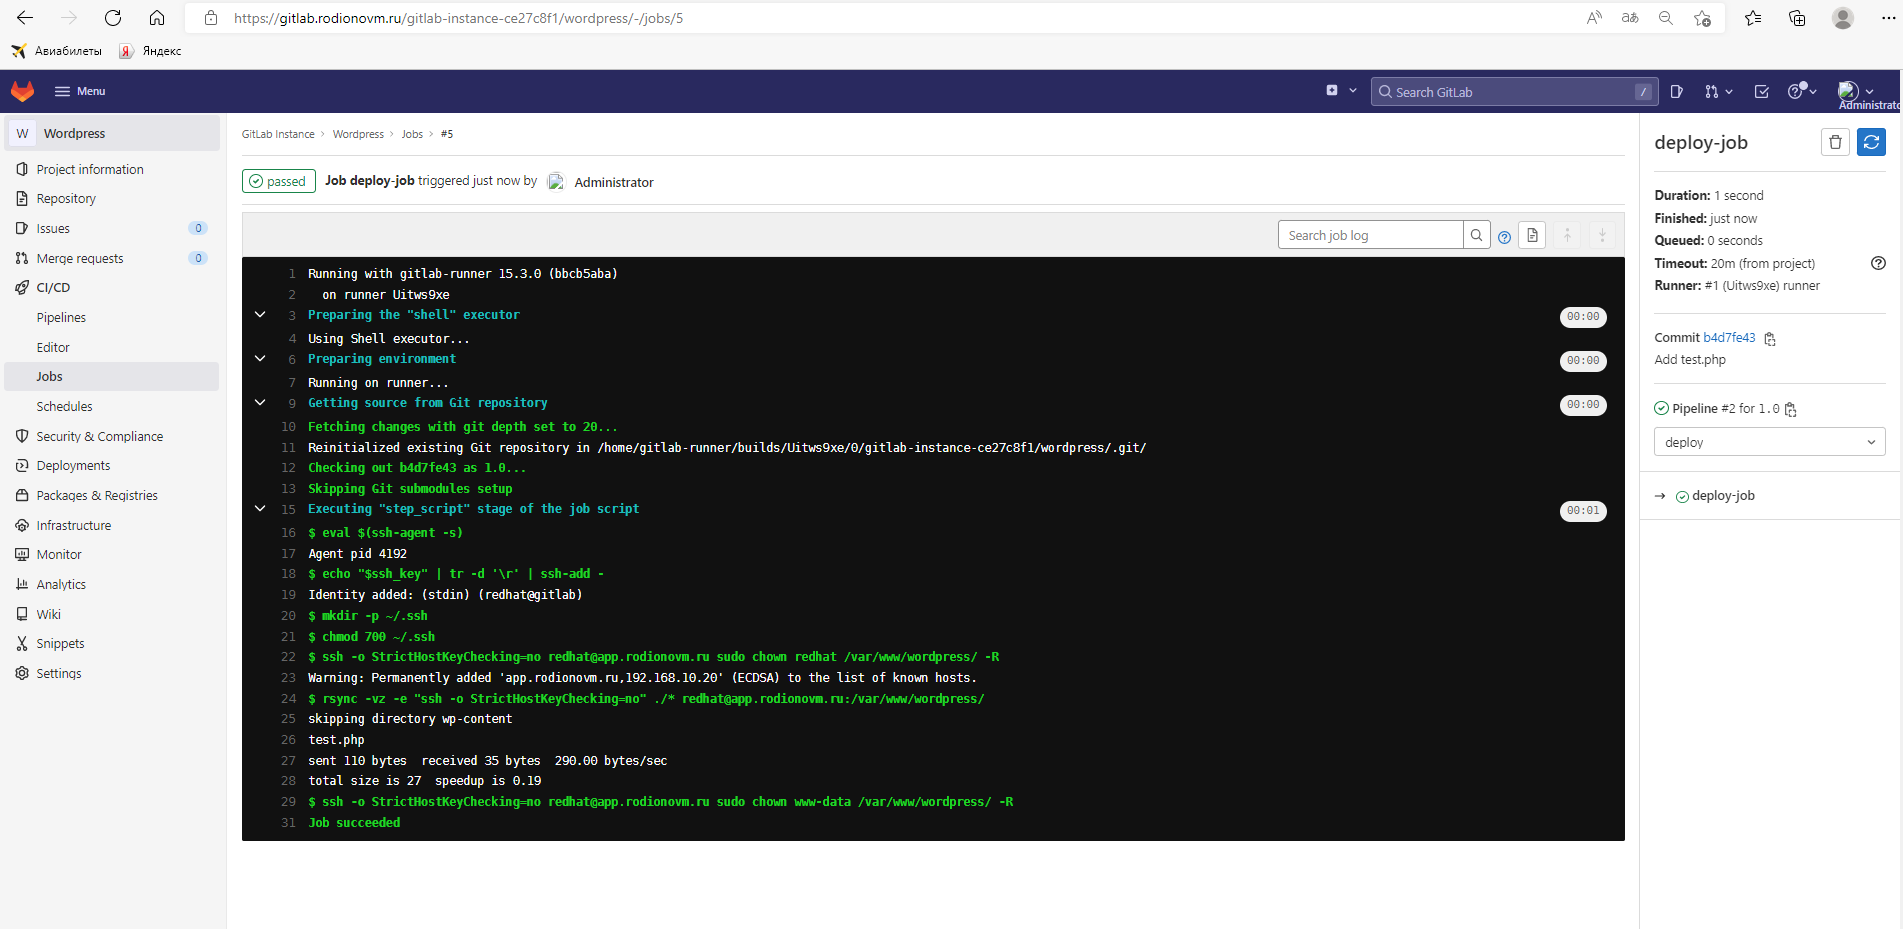 https://gitlab.rodionovm.ru/gitlab-instance-ce27c8f1/wordpress/-/jobs/5
Авиабилеты
Я Яндекс
Menu
Search GitLab /
Administrato
W Wordpress
Project information
Repository
Issues 0
Merge requests 0
CI/CD
Pipelines
Editor
Jobs
Schedules
Security & Compliance
Deployments
Packages & Registries
Infrastructure
Monitor
Analytics
Wiki
Snippets
Settings
GitLab Instance > Wordpress > Jobs > #5
passed Job deploy-job triggered just now by Administrator
Search job log
1 Running with gitlab-runner 15.3.0 (bbcb5aba)
2 on runner Uitws9xe
3 Preparing the "shell" executor 00:00
4 Using Shell executor...
6 Preparing environment 00:00
7 Running on runner...
9 Getting source from Git repository 00:00
10 Fetching changes with git depth set to 20...
11 Reinitialized existing Git repository in /home/gitlab-runner/builds/Uitws9xe/0/gitlab-instance-ce27c8f1/wordpress/.git/
12 Checking out b4d7fe43 as 1.0...
13 Skipping Git submodules setup
15 Executing "step_script" stage of the job script 00:01
16 $ eval $(ssh-agent -s)
17 Agent pid 4192
18 $ echo "$ssh_key" | tr -d '\r' | ssh-add -
19 Identity added: (stdin) (redhat@gitlab)
20 $ mkdir -p ~/.ssh
21 $ chmod 700 ~/.ssh
22 $ ssh -o StrictHostKeyChecking=no redhat@app.rodionovm.ru sudo chown redhat /var/www/wordpress/ -R
23 Warning: Permanently added 'app.rodionovm.ru,192.168.10.20' (ECDSA) to the list of known hosts.
24 $ rsync -vz -e "ssh -o StrictHostKeyChecking=no" ./* redhat@app.rodionovm.ru:/var/www/wordpress/
25 skipping directory wp-content
26 test.php
27 sent 110 bytes  received 35 bytes  290.00 bytes/sec
28 total size is 27  speedup is 0.19
29 $ ssh -o StrictHostKeyChecking=no redhat@app.rodionovm.ru sudo chown www-data /var/www/wordpress/ -R
31 Job succeeded
deploy-job
Duration: 1 second
Finished: just now
Queued: 0 seconds
Timeout: 20m (from project)
Runner: #1 (Uitws9xe) runner
Commit b4d7fe43
Add test.php
Pipeline #2 for 1.0
deploy
→ deploy-job